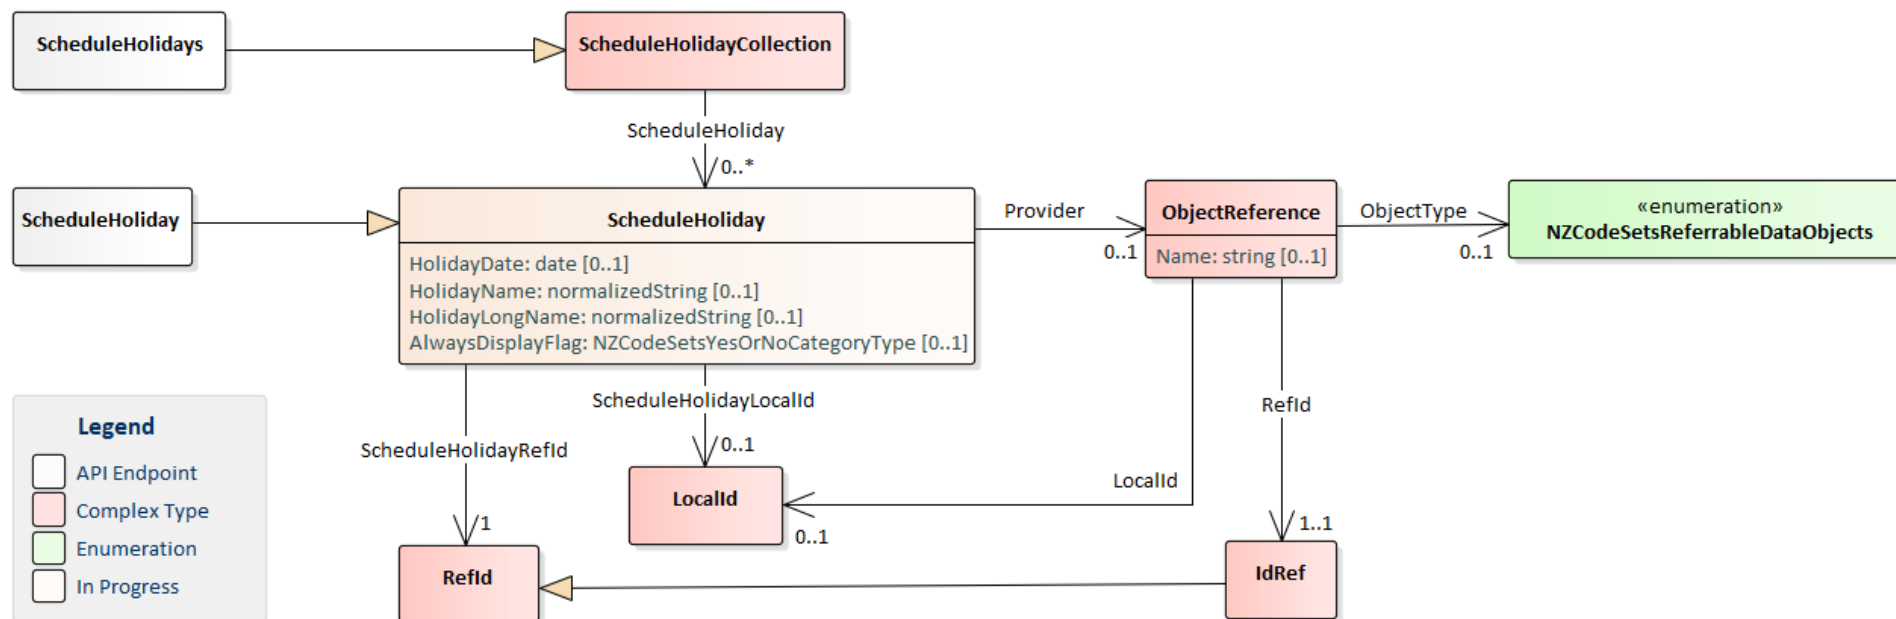 ScheduleHolidays
ScheduleHolidayCollection
ScheduleHoliday
0..*
ScheduleHoliday
ScheduleHoliday
HolidayDate: date [0..1]
HolidayName: normalizedString [0..1]
HolidayLongName: normalizedString [0..1]
AlwaysDisplayFlag: NZCodeSetsYesOrNoCategoryType [0..1]
Provider
0..1
ObjectReference
Name: string [0..1]
ObjectType
0..1
«enumeration»
NZCodeSetsReferrableDataObjects
ScheduleHolidayRefId
1
ScheduleHolidayLocalId
0..1
LocalId
LocalId
0..1
RefId
1..1
RefId
IdRef
Legend
API Endpoint
Complex Type
Enumeration
In Progress